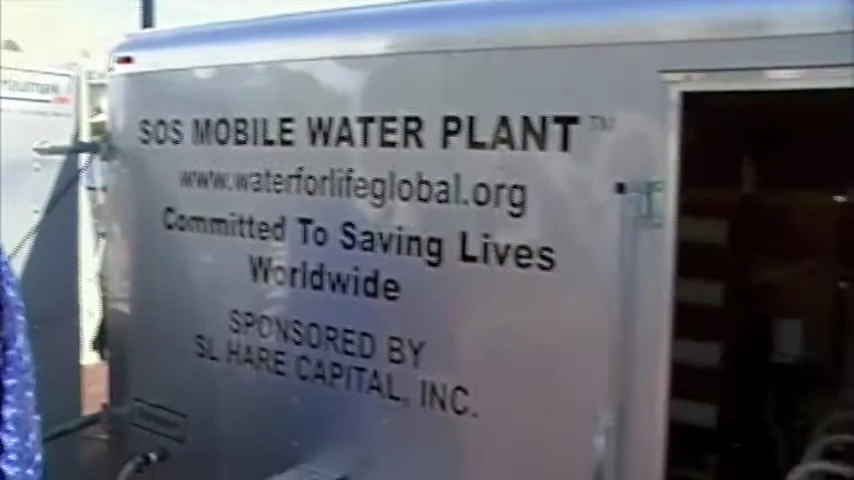 SOS MOBILE WATER PLANT™
www.waterforlifeglobal.org
Committed To Saving Lives
Worldwide
SPONSORED BY
SL HARE CAPITAL, INC.